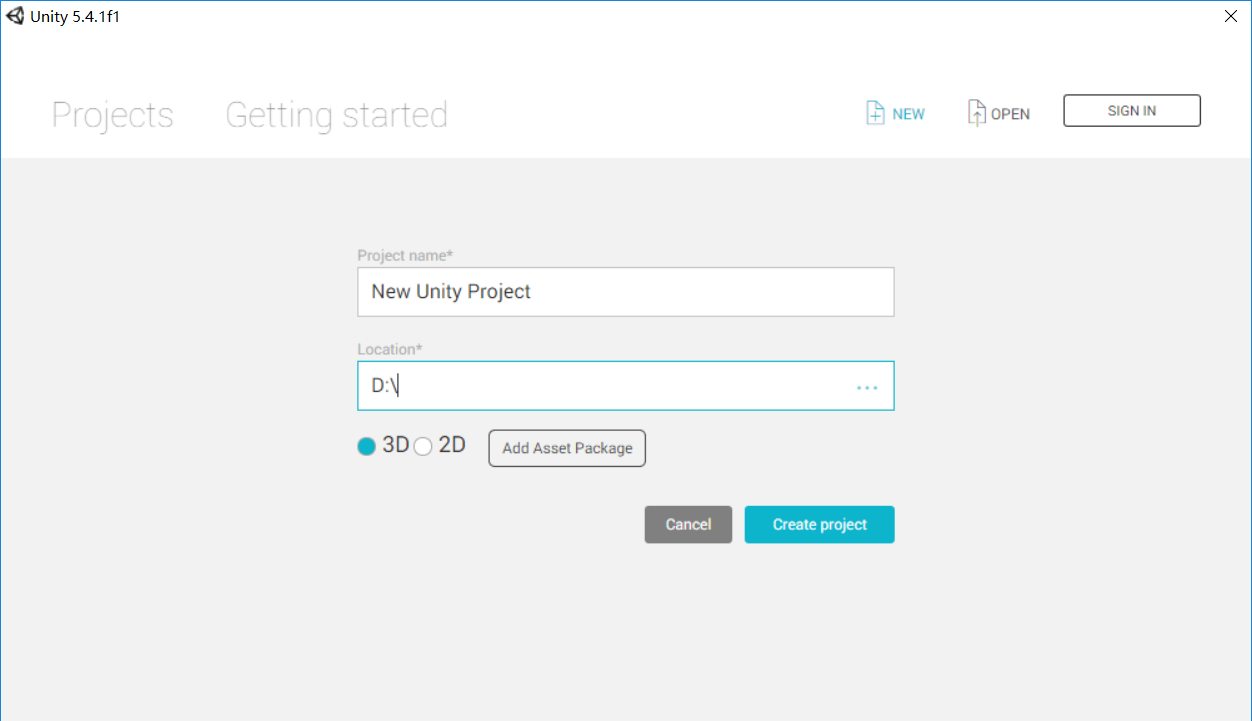 Unity 5.4.1f1
Projects Getting started NEW OPEN SIGN IN
Project name*
New Unity Project
Location*
D:\
3D 2D Add Asset Package
Cancel Create project